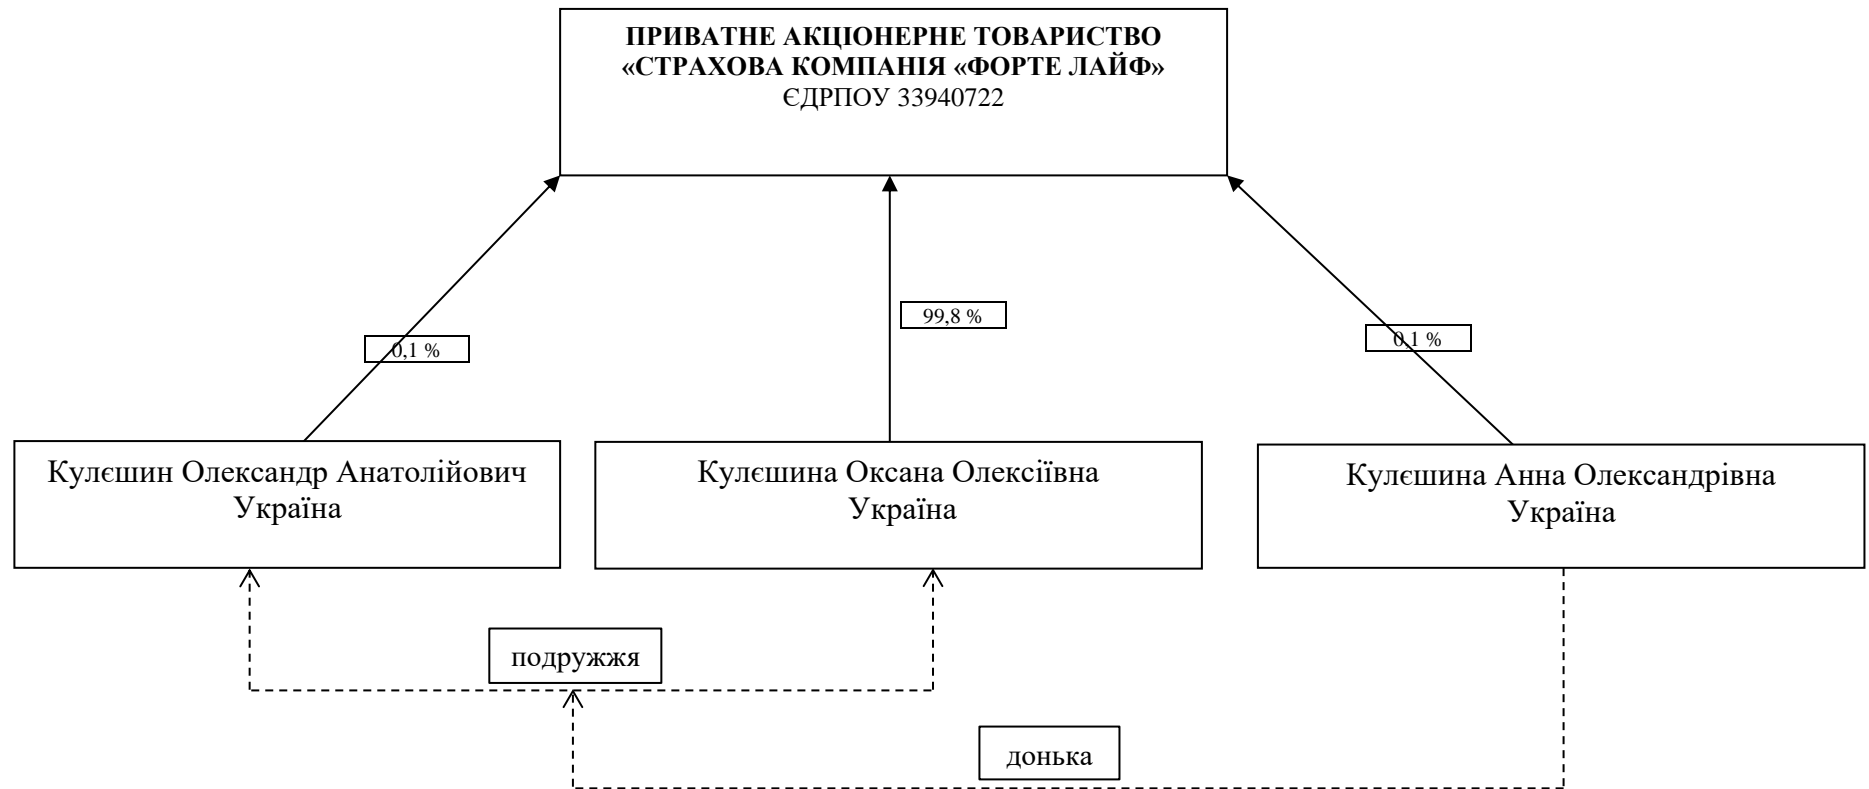 ПРИВАТНЕ АКЦІОНЕРНЕ ТОВАРИСТВО
«СТРАХОВА КОМПАНІЯ «ФОРТЕ ЛАЙФ»
ЄДРПОУ 33940722
99,8 %
0,1 %
0,1 %
Кулєшин Олександр Анатолійович
Україна
Кулєшина Оксана Олексіївна
Україна
Кулєшина Анна Олександрівна
Україна
подружжя
донька